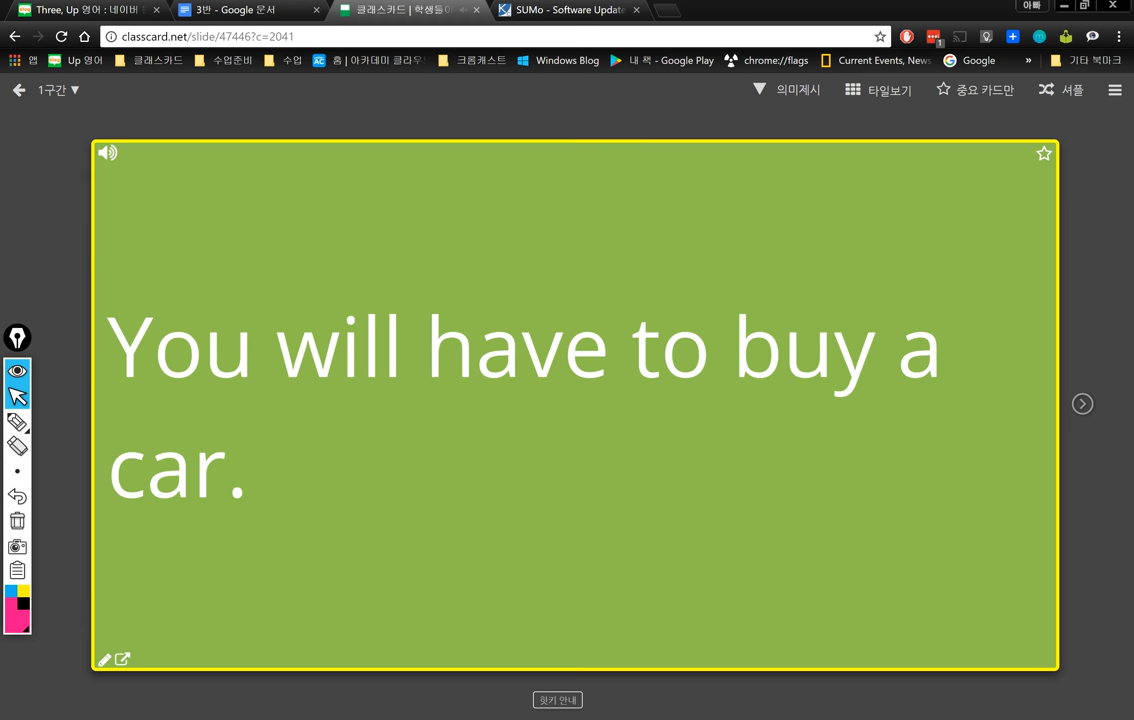 Three, Up 영어 : 네이버
3반 - Google 문서
클래스카드 | 학생들이
SUMo - Software Update
아빠
classcard.net/slide/47446?c=2041
1
앱
Up 영어
클래스카드
수업준비
수업
AC
홈 | 아카데미 클라우
크롬캐스트
Windows Blog
내 책 - Google Play
chrome://flags
Current Events, News
Google
»
기타 북마크
1구간 ▼
▼ 의미제시
타일보기
중요 카드만
셔플
You will have to buy a
car.
핫키 안내